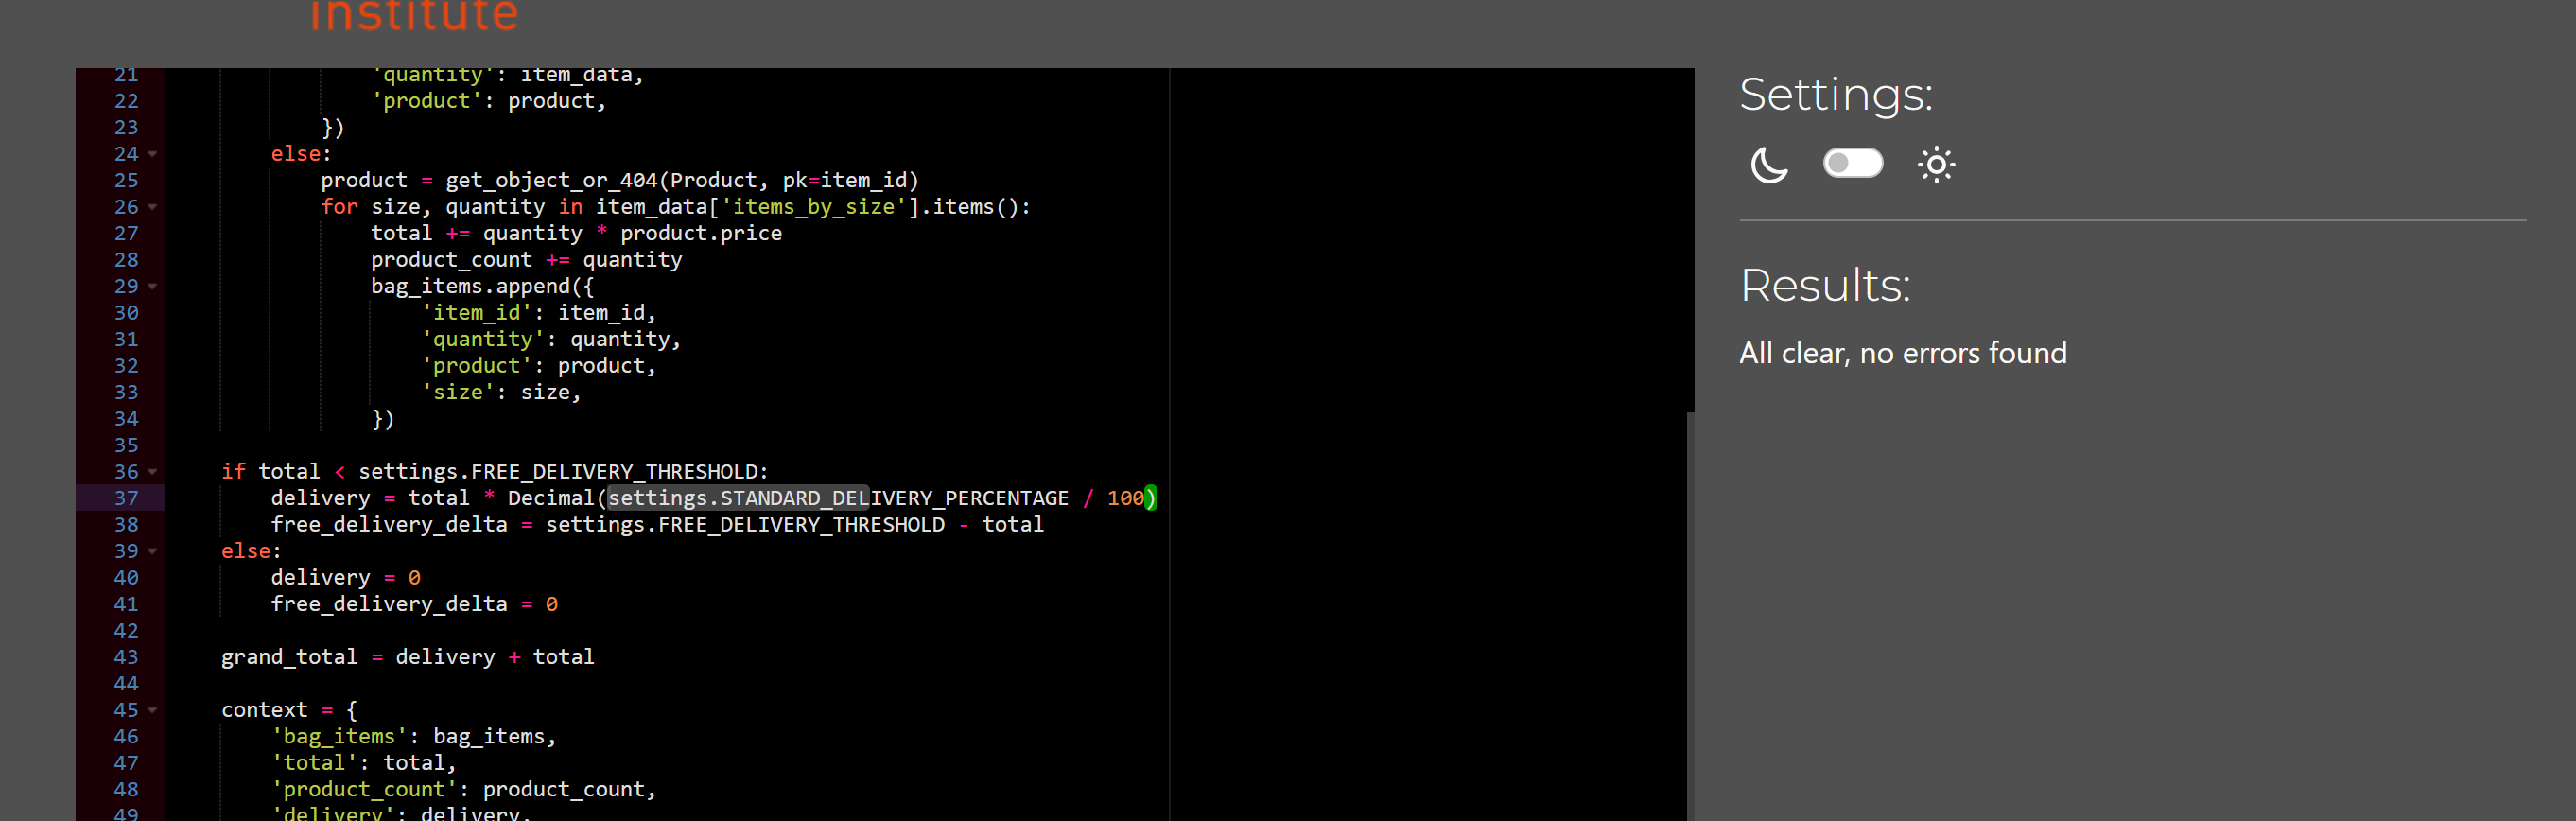 institute
21 'quantity': item_data,
22 'product': product,
23 })
24 else:
25 product = get_object_or_404(Product, pk=item_id)
26 for size, quantity in item_data['items_by_size'].items():
27 total += quantity * product.price
28 product_count += quantity
29 bag_items.append({
30 'item_id': item_id,
31 'quantity': quantity,
32 'product': product,
33 'size': size,
34 })
35
36 if total < settings.FREE_DELIVERY_THRESHOLD:
37 delivery = total * Decimal(settings.STANDARD_DELIVERY_PERCENTAGE / 100)
38 free_delivery_delta = settings.FREE_DELIVERY_THRESHOLD - total
39 else:
40 delivery = 0
41 free_delivery_delta = 0
42
43 grand_total = delivery + total
44
45 context = {
46 'bag_items': bag_items,
47 'total': total,
48 'product_count': product_count,
49 'delivery': delivery,
Settings:
Results:
All clear, no errors found